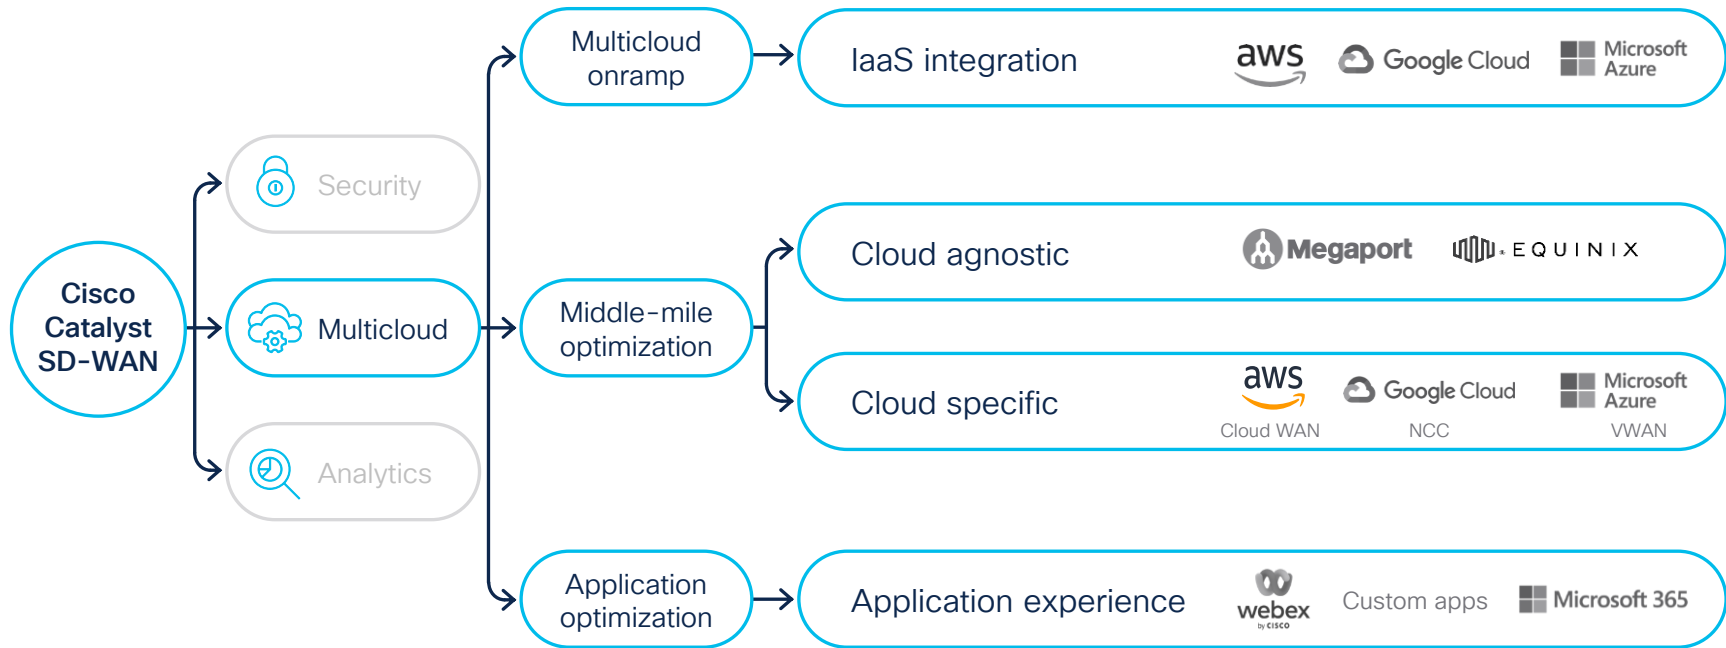 Cisco
Catalyst
SD-WAN
Security
Multicloud
Analytics
Multicloud
onramp
IaaS integration
aws
Google Cloud
Microsoft
Azure
Middle-mile
optimization
Cloud agnostic
Megaport
EQUINIX
Cloud specific
aws
Cloud WAN
Google Cloud
NCC
Microsoft
Azure
VWAN
Application
optimization
Application experience
webex
by CISCO
Custom apps
Microsoft 365